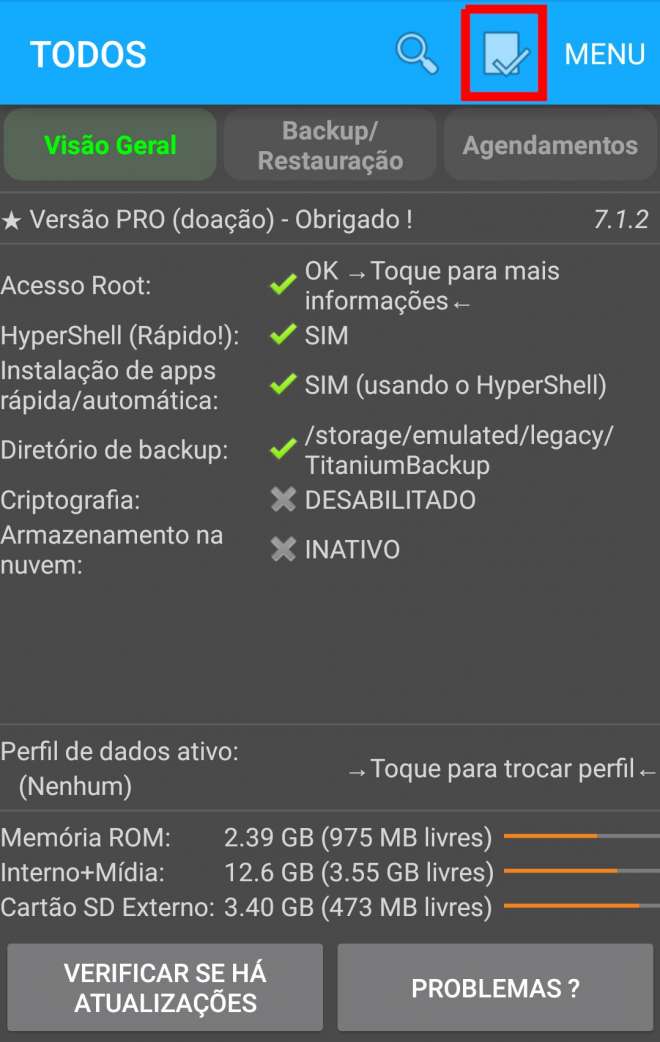 TODOS MENU
Visão Geral
Backup/
Restauração
Agendamentos
★ Versão PRO (doação) - Obrigado ! 7.1.2
Acesso Root:
OK →Toque para mais
informações←
HyperShell (Rápido!): SIM
Instalação de apps
rápida/automática:
SIM (usando o HyperShell)
Diretório de backup:
/storage/emulated/legacy/
TitaniumBackup
Criptografia: DESABILITADO
Armazenamento na
nuvem:
INATIVO
Perfil de dados ativo:
(Nenhum)
→Toque para trocar perfil←
Memória ROM: 2.39 GB (975 MB livres)
Interno+Mídia: 12.6 GB (3.55 GB livres)
Cartão SD Externo: 3.40 GB (473 MB livres)
VERIFICAR SE HÁ
ATUALIZAÇÕES
PROBLEMAS ?